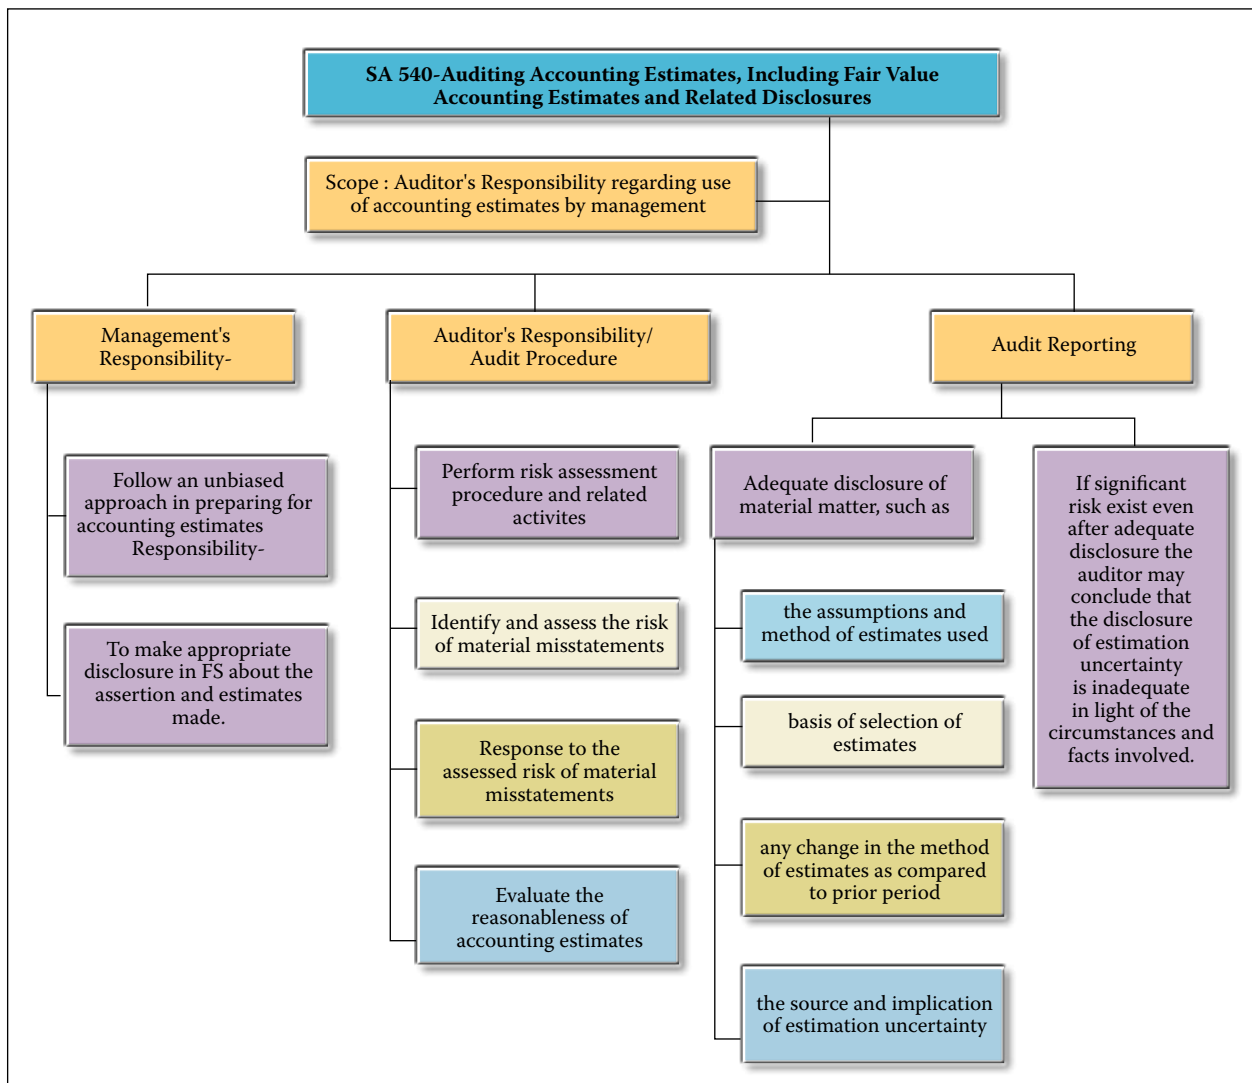 SA 540-Auditing Accounting Estimates, Including Fair Value
Accounting Estimates and Related Disclosures
Scope : Auditor's Responsibility regarding use
of accounting estimates by management
Management's
Responsibility-
Follow an unbiased
approach in preparing for
accounting estimates
Responsibility-
To make appropriate
disclosure in FS about the
assertion and estimates
made.
Auditor's Responsibility/
Audit Procedure
Perform risk assessment
procedure and related
activites
Identify and assess the risk
of material misstatements
Response to the
assessed risk of material
misstatements
Evaluate the
reasonableness of
accounting estimates
Audit Reporting
Adequate disclosure of
material matter, such as
the assumptions and
method of estimates used
basis of selection of
estimates
any change in the method
of estimates as compared
to prior period
the source and implication
of estimation uncertainty
If significant
risk exist even
after adequate
disclosure the
auditor may
conclude that
the disclosure
of estimation
uncertainty
is inadequate
in light of the
circumstances and
facts involved.